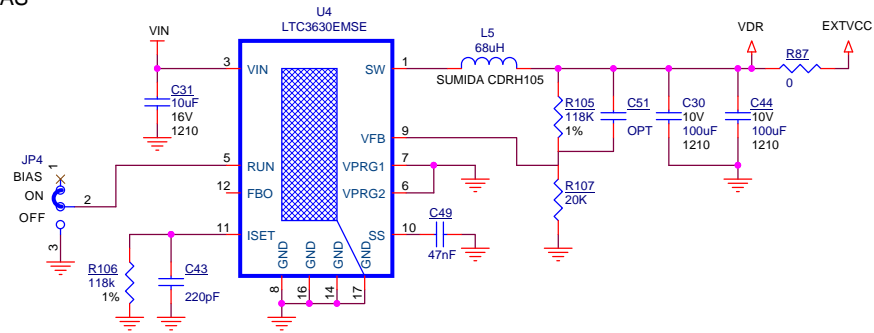 AS
U4
LTC3630EMSE
VIN
VDR
EXTVCC
L5
68uH
SUMIDA CDRH105
R87
0
3
VIN
SW
1
C31
10uF
16V
1210
R105
118K
1%
C51
OPT
C30
10V
100uF
1210
C44
10V
100uF
1210
VFB
9
JP4
1
BIAS
ON
OFF
2
3
5
RUN
VPRG1
7
12
FBO
VPRG2
6
R107
20K
11
ISET
SS
10
C49
47nF
R106
118k
1%
C43
220pF
GND
GND
GND
GND
8
16
14
17